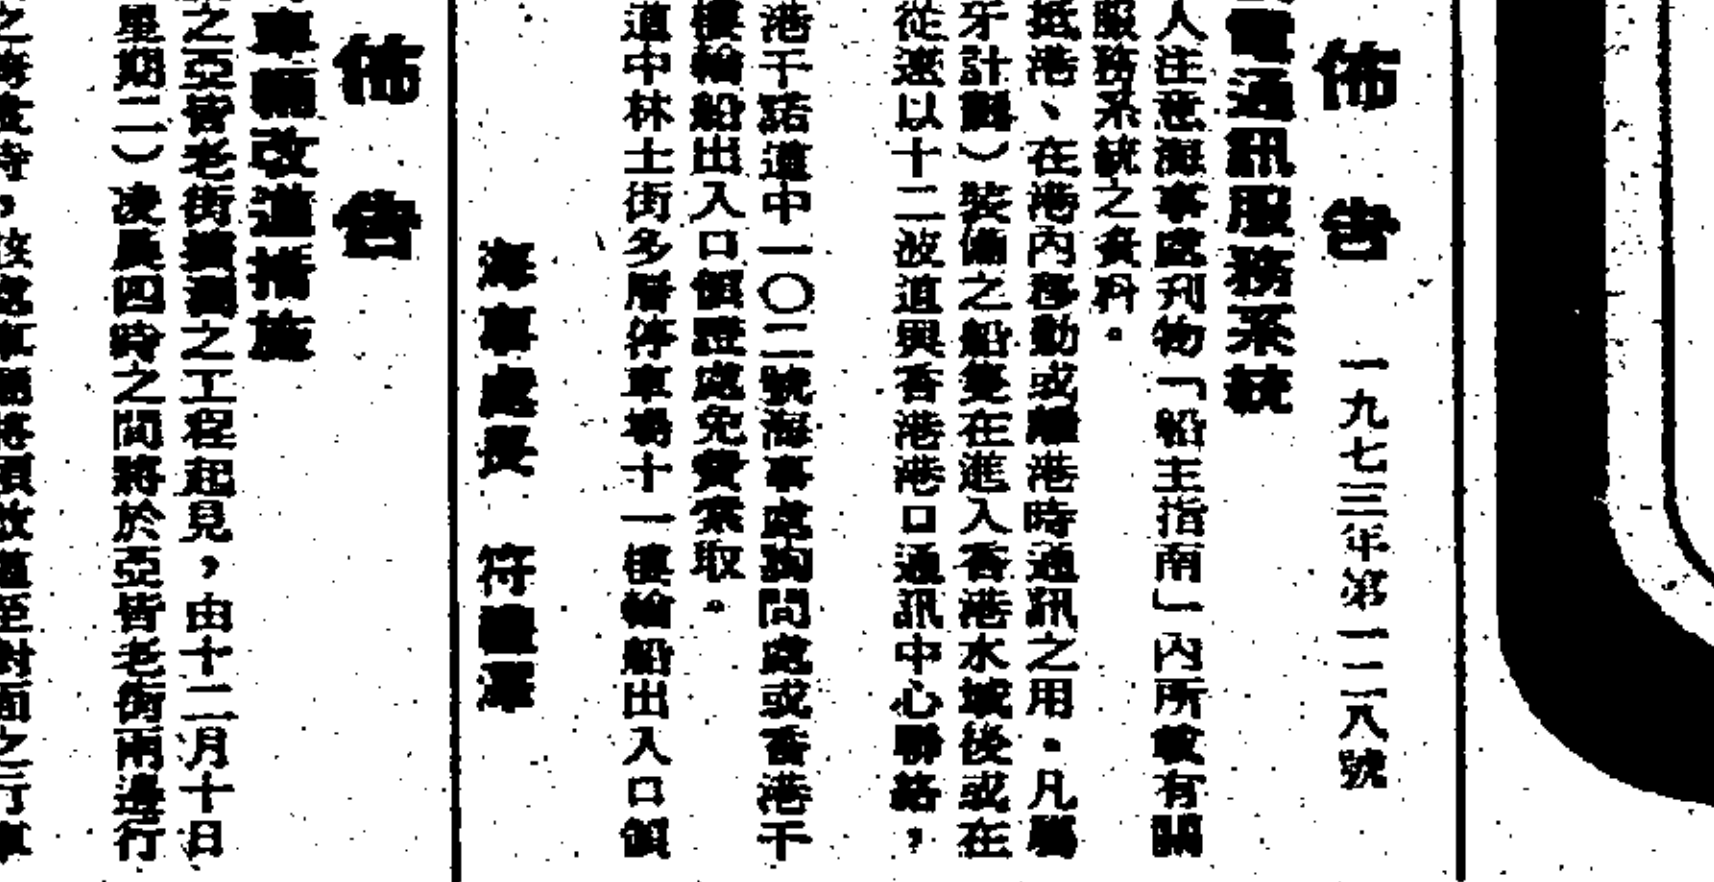 佈告
一九七三年第一二八號
電通訊服務系統
人注意海事處刊物「船主指南」內所載有關
服務系統之資料。
抵港、在港內移動或離港時通訊之用。凡屬
牙計劃)裝備之船隻在進入香港水域後或在
從速以十二波道與香港港口通訊中心聯絡,
港干諾道中一〇二號海事處詢問處或香港干
樓輪船出入口領證處免費索取。
道中林士街多層停車場十一樓輪船出入口領
海事處長 符
佈告
車輛改道措施
之亞皆老街擴闊之工程起見,由十二月十日
星期二)凌晨四時之間將於亞皆老街兩邊行